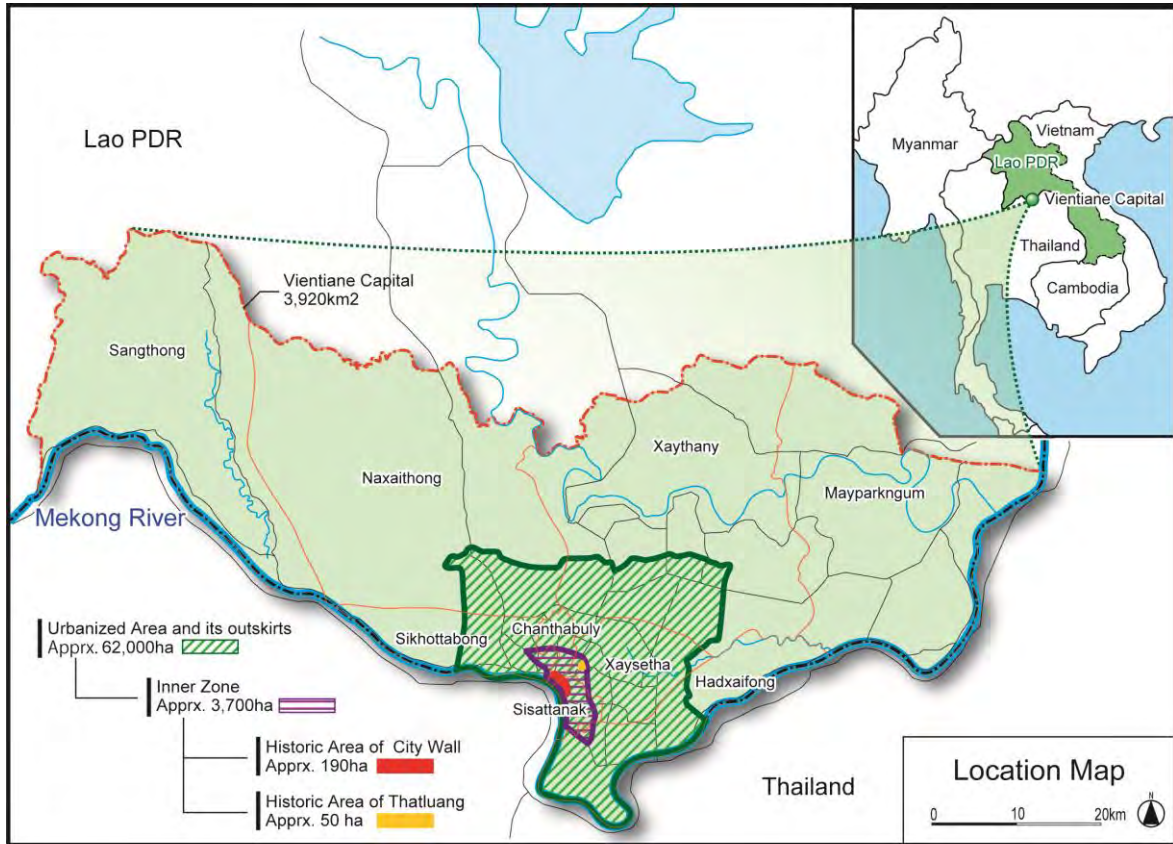 Lao PDR
Vientiane Capital
3,920km2
Sangthong
Naxaithong
Xaythany
Mayparkngum
Mekong River
Sikhottabong
Chanthabuly
Xaysetha
Hadxaifong
Sisattanak
Thailand
Urbanized Area and its outskirts
Apprx. 62,000ha
Inner Zone
Apprx. 3,700ha
Historic Area of City Wall
Apprx. 190ha
Historic Area of Thatluang
Apprx. 50 ha
Myanmar
Vietnam
Lao PDR
Vientiane Capital
Thailand
Cambodia
Location Map
0 10 20km
N